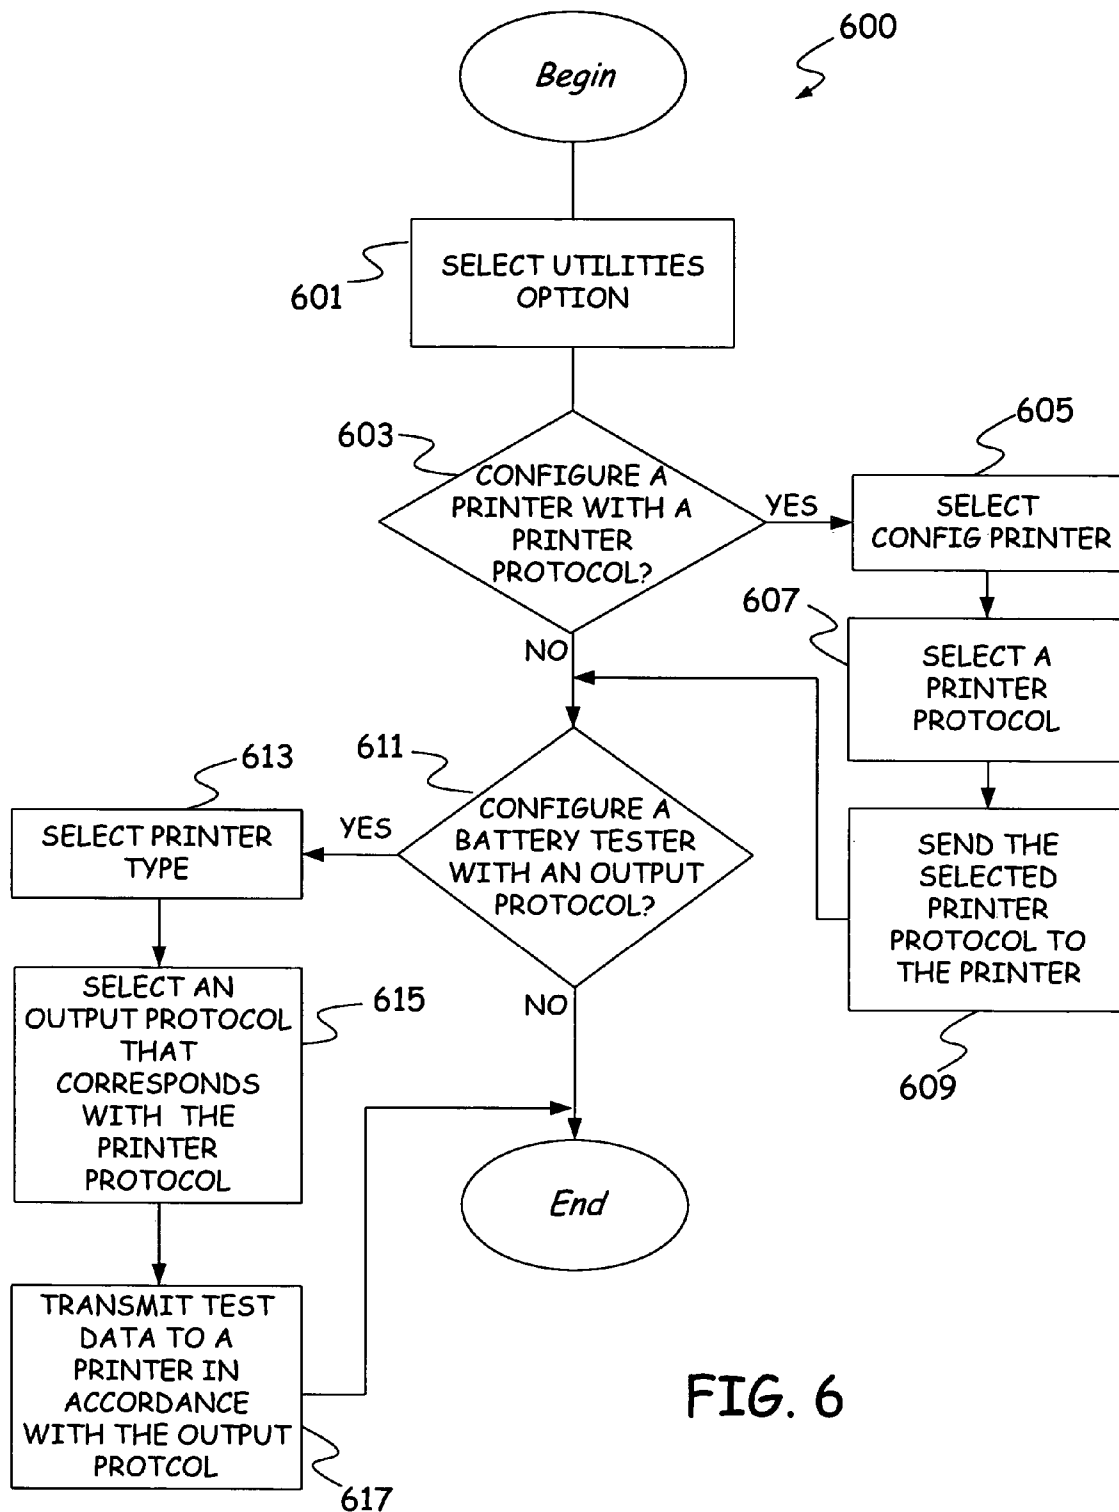 600
Begin
601
SELECT UTILITIES
OPTION
603
CONFIGURE A
PRINTER WITH A
PRINTER
PROTOCOL?
YES
NO
605
SELECT
CONFIG PRINTER
607
SELECT A
PRINTER
PROTOCOL
SEND THE
SELECTED
PRINTER
PROTOCOL TO
THE PRINTER
609
611
CONFIGURE A
BATTERY TESTER
WITH AN OUTPUT
PROTOCOL?
YES
NO
613
SELECT PRINTER
TYPE
SELECT AN
OUTPUT PROTOCOL
THAT
CORRESPONDS
WITH THE
PRINTER
PROTOCOL
615
TRANSMIT TEST
DATA TO A
PRINTER IN
ACCORDANCE
WITH THE OUTPUT
PROTCOL
617
End
FIG. 6